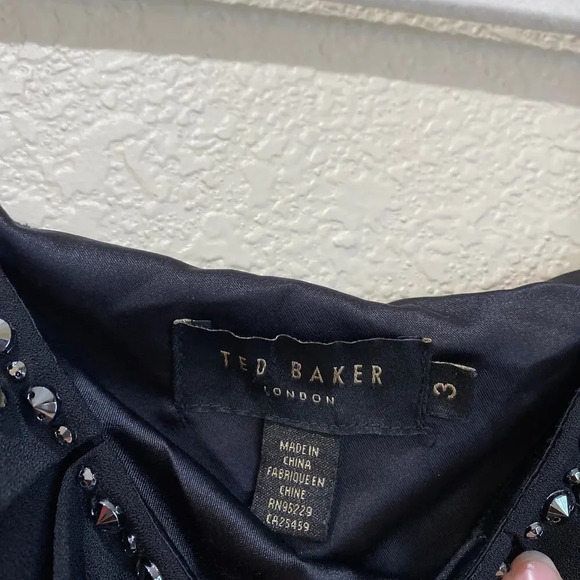 TED BAKER
LONDON
3
MADE IN
CHINA
FABRIQUE EN
CHINE
RN95229
CA25459